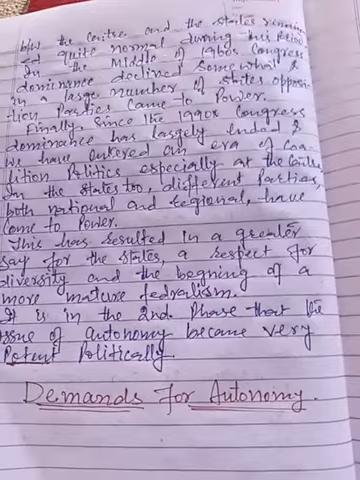 b/w the centre and the states remain-
ed quite normal during this period
In the Middle of 1960s Congress
dominance declined somewhat &
in a large number of states opposi-
tion Parties came to Power.
Finally, since the 1990s Congress
dominance has largely ended &
we have entered an era of Coa-
lition Politics especially at the Centre
In the states too, different Parties,
both national and regional, have
Come to Power.
This has resulted in a greater
say for the states, a respect for
diversity and the begning of a
more mature fedralism.
It is in the 2nd Phase that the
issue of autonomy became very
Potent Politically.
Demands for Autonomy.